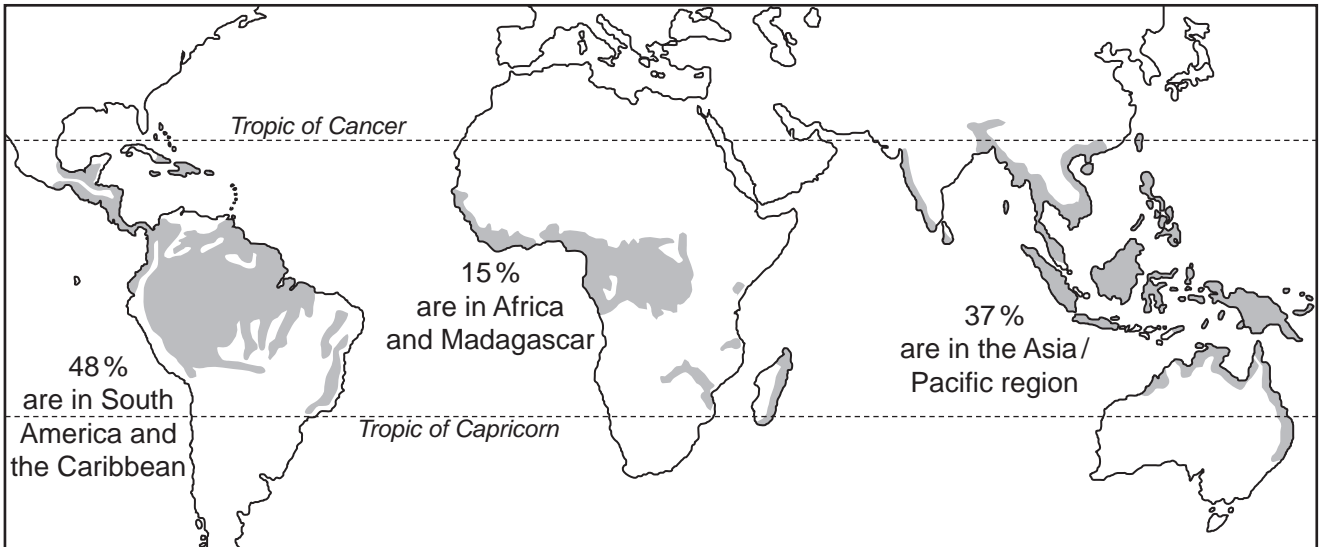 Tropic of Cancer
15%
are in Africa
and Madagascar
37%
are in the Asia/
Pacific region
48%
are in South
America and
the Caribbean
Tropic of Capricorn